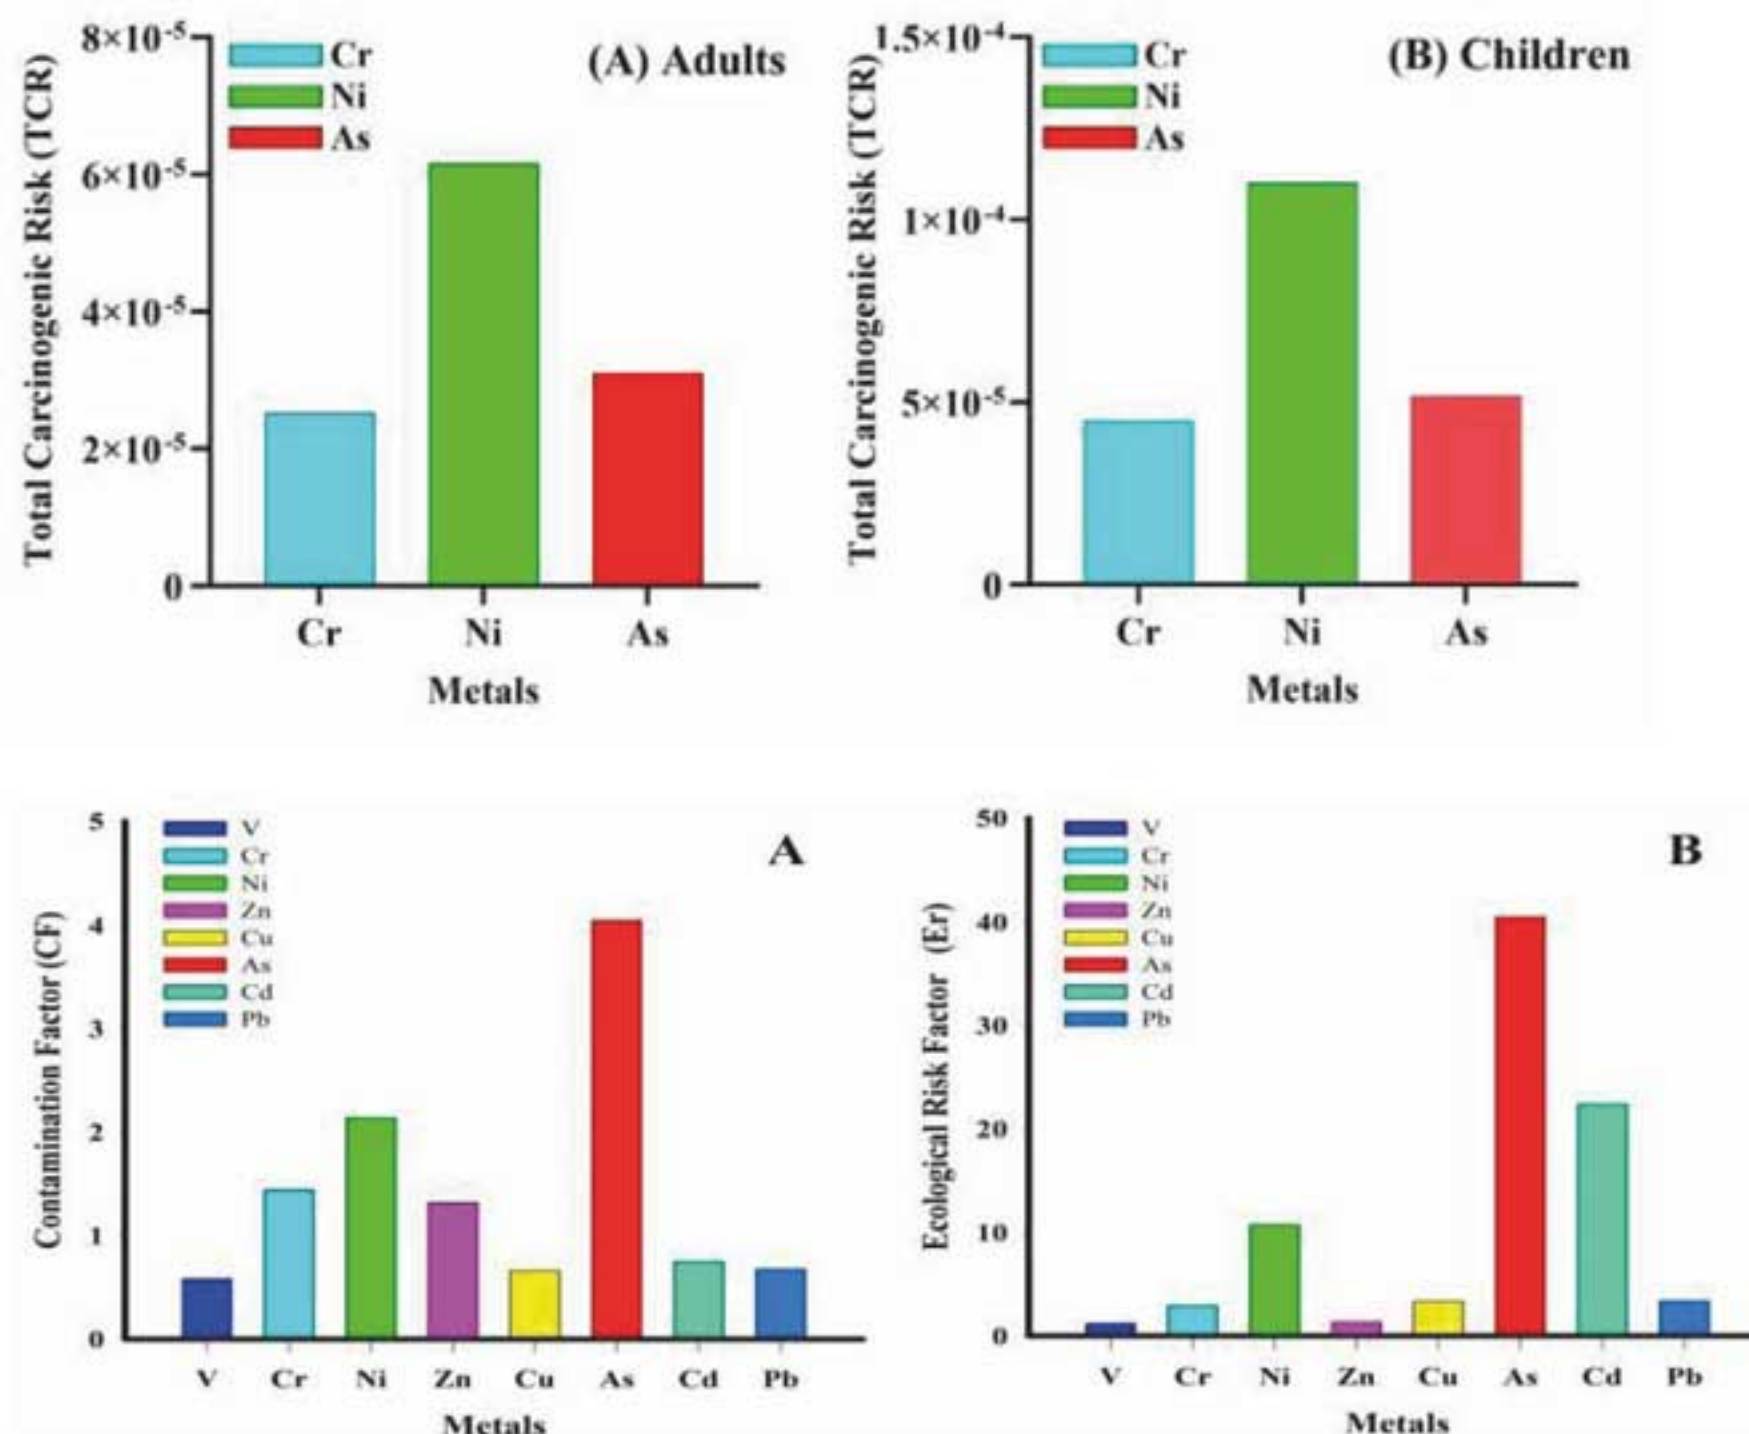 (A) Adults
Total Carcinogenic Risk (TCR)
8×10⁻⁵
6×10⁻⁵
4×10⁻⁵
2×10⁻⁵
0
Cr
Ni
As
Cr Ni As
Metals
(B) Children
Total Carcinogenic Risk (TCR)
1.5×10⁻⁴
1×10⁻⁴
5×10⁻⁵
0
Cr
Ni
As
Cr Ni As
Metals
A
Contamination Factor (CF)
5
4
3
2
1
0
V
Cr
Ni
Zn
Cu
As
Cd
Pb
V Cr Ni Zn Cu As Cd Pb
Metals
B
Ecological Risk Factor (Er)
50
40
30
20
10
0
V
Cr
Ni
Zn
Cu
As
Cd
Pb
V Cr Ni Zn Cu As Cd Pb
Metals